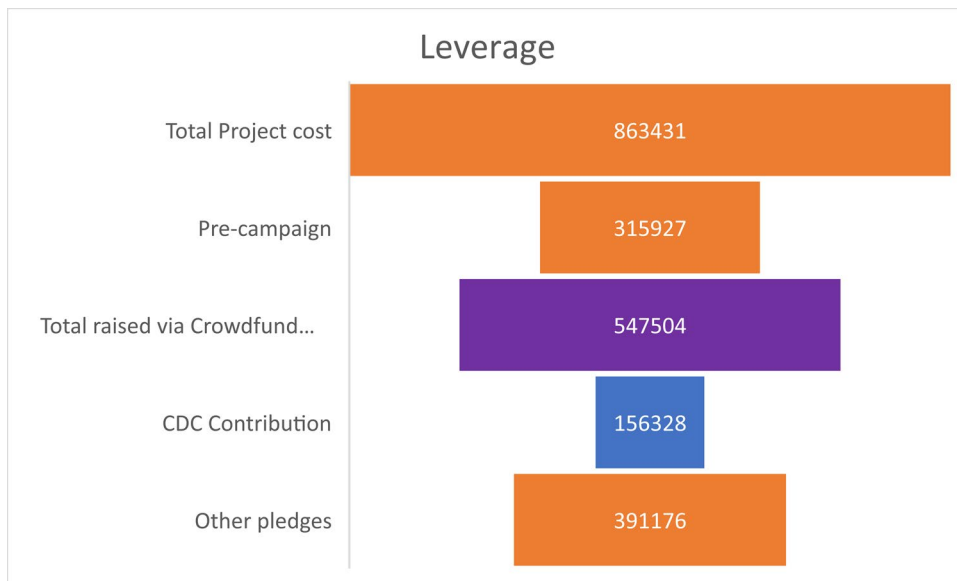 Leverage
Total Project cost
863431
Pre-campaign
315927
Total raised via Crowdfund...
547504
CDC Contribution
156328
Other pledges
391176